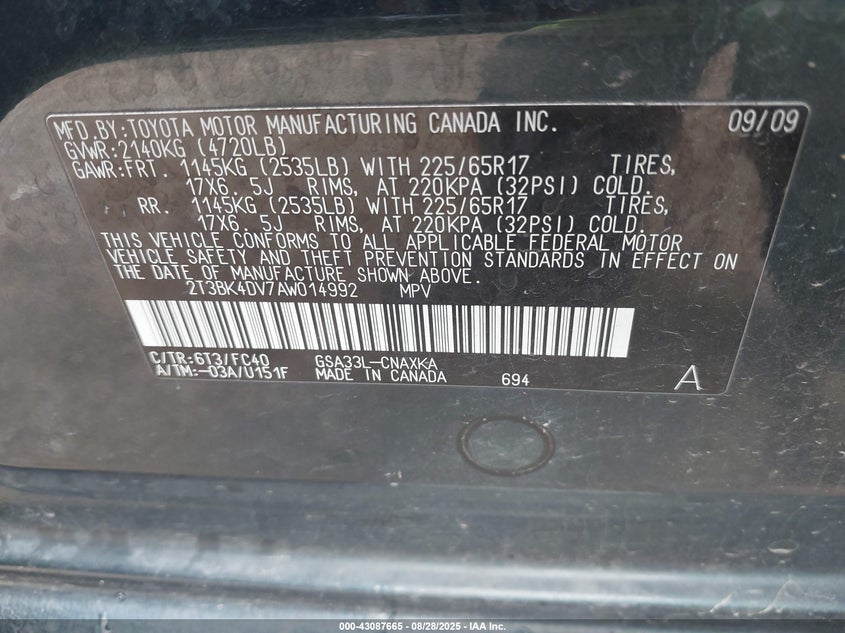 MFD.BY:TOYOTA MOTOR MANUFACTURING CANADA INC. 09/09
GVWR:2140KG (4720LB)
GAWR:FRT. 1145KG (2535LB) WITH 225/65R17 TIRES,
17X6. 5J RIMS, AT 220KPA (32PSI) COLD.
RR. 1145KG (2535LB) WITH 225/65R17 TIRES,
17X6. 5J RIMS, AT 220KPA (32PSI) COLD.
THIS VEHICLE CONFORMS TO ALL APPLICABLE FEDERAL MOTOR
VEHICLE SAFETY AND THEFT PREVENTION STANDARDS IN EFFECT ON
THE DATE OF MANUFACTURE SHOWN ABOVE.
2T3BK4DV7AW014992 MPV
C/TR:6T3/FC40 GSA33L-CNAXKA
A/TM:-03A/U151F MADE IN CANADA 694 A
000-43087665 - 08/28/2025 - IAA Inc.